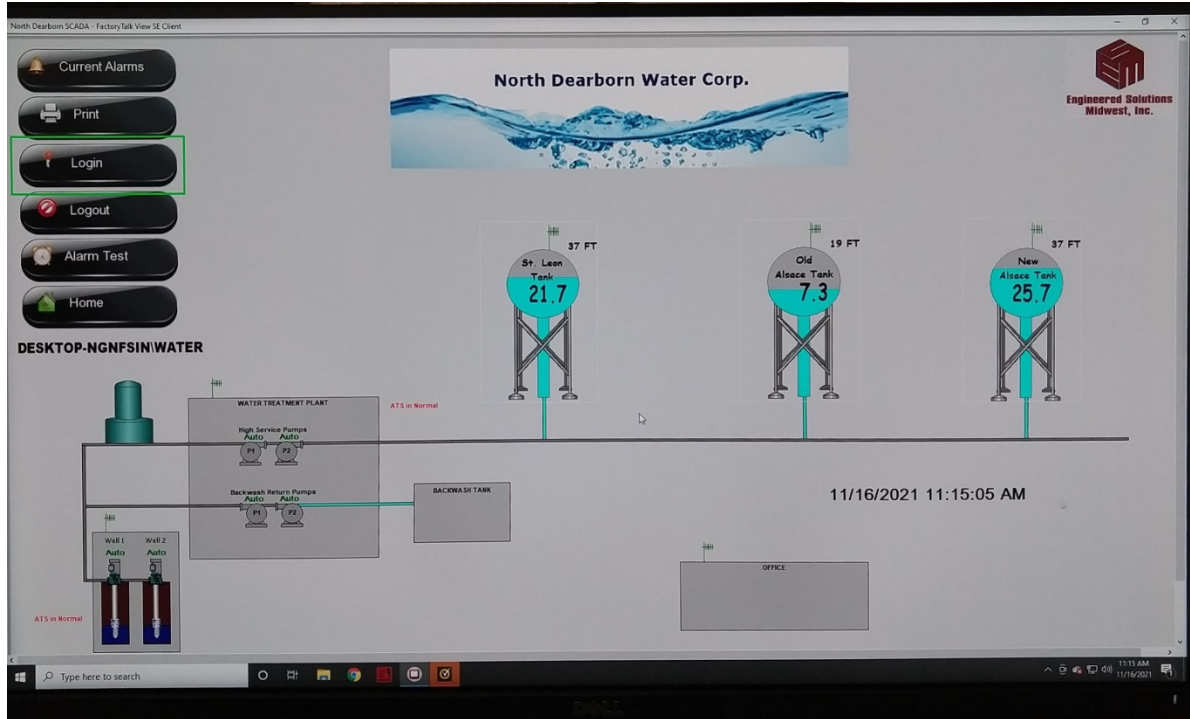 North Dearborn SCADA - FactoryTalk View SE Client
Current Alarms
Print
Login
Logout
Alarm Test
Home
DESKTOP-NGNFSIN\WATER
North Dearborn Water Corp.
Engineered Solutions
Midwest, Inc.
37 FT
St. Leon
Tank
21.7
19 FT
Old
Alsace Tank
7.3
37 FT
New
Alsace Tank
25.7
WATER TREATMENT PLANT
ATS in Normal
High Service Pumps
Auto Auto
P1 P2
Backwash Return Pumps
Auto Auto
P1 P2
BACKWASH TANK
11/16/2021 11:15:05 AM
Well 1 Well 2
Auto Auto
ATS in Normal
OFFICE
Type here to search
11:15 AM
11/16/2021
DELL